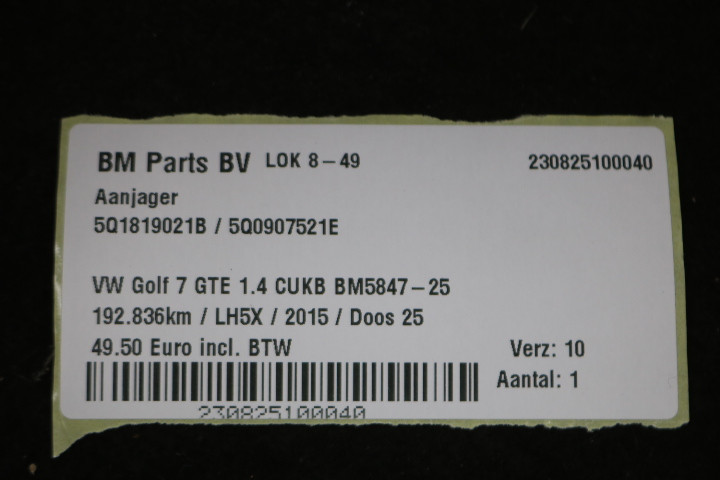 BM Parts BV LOK 8-49 230825100040
Aanjager
5Q1819021B / 5Q0907521E
VW Golf 7 GTE 1.4 CUKB BM5847-25
192.836km / LH5X / 2015 / Doos 25
49.50 Euro incl. BTW Verz: 10
Aantal: 1
230825100040